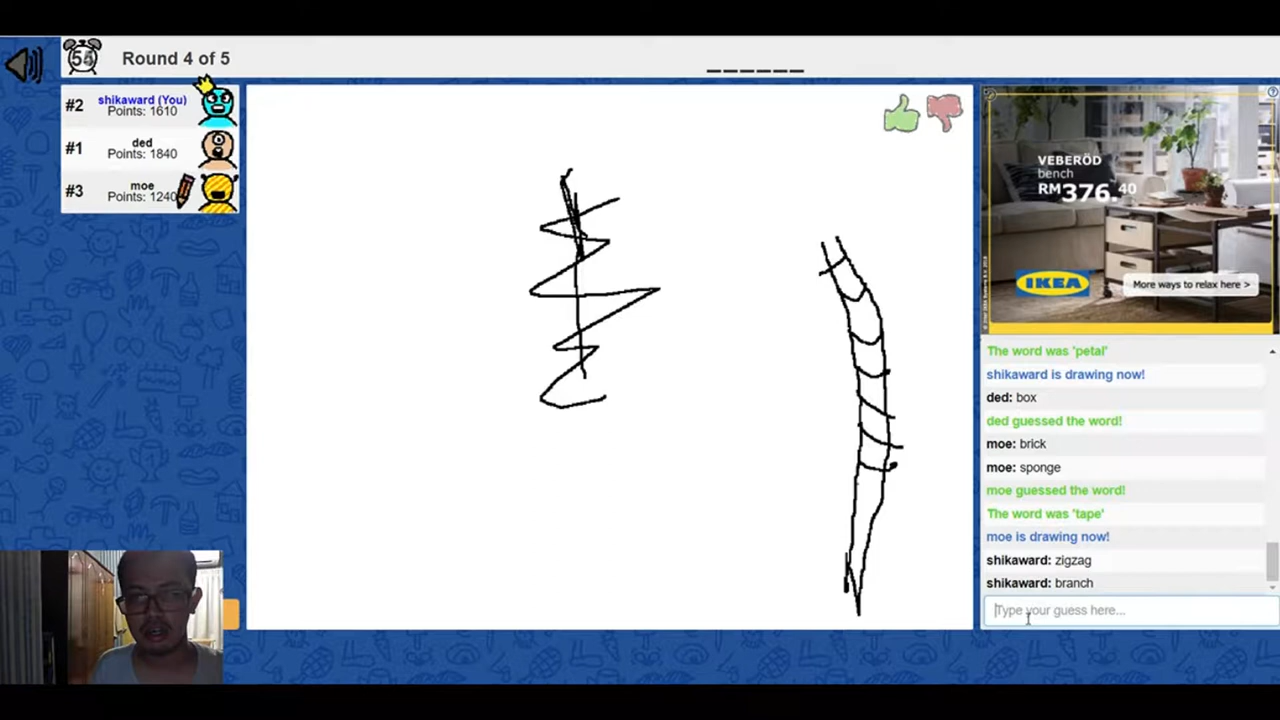 54
Round 4 of 5
______
#2
shikaward (You)
Points: 1610
#1
ded
Points: 1840
#3
moe
Points: 1240
VEBERÖD
bench
RM376.40
IKEA
More ways to relax here >
The word was 'petal'
shikaward is drawing now!
ded: box
ded guessed the word!
moe: brick
moe: sponge
moe guessed the word!
The word was 'tape'
moe is drawing now!
shikaward: zigzag
shikaward: branch
Type your guess here...